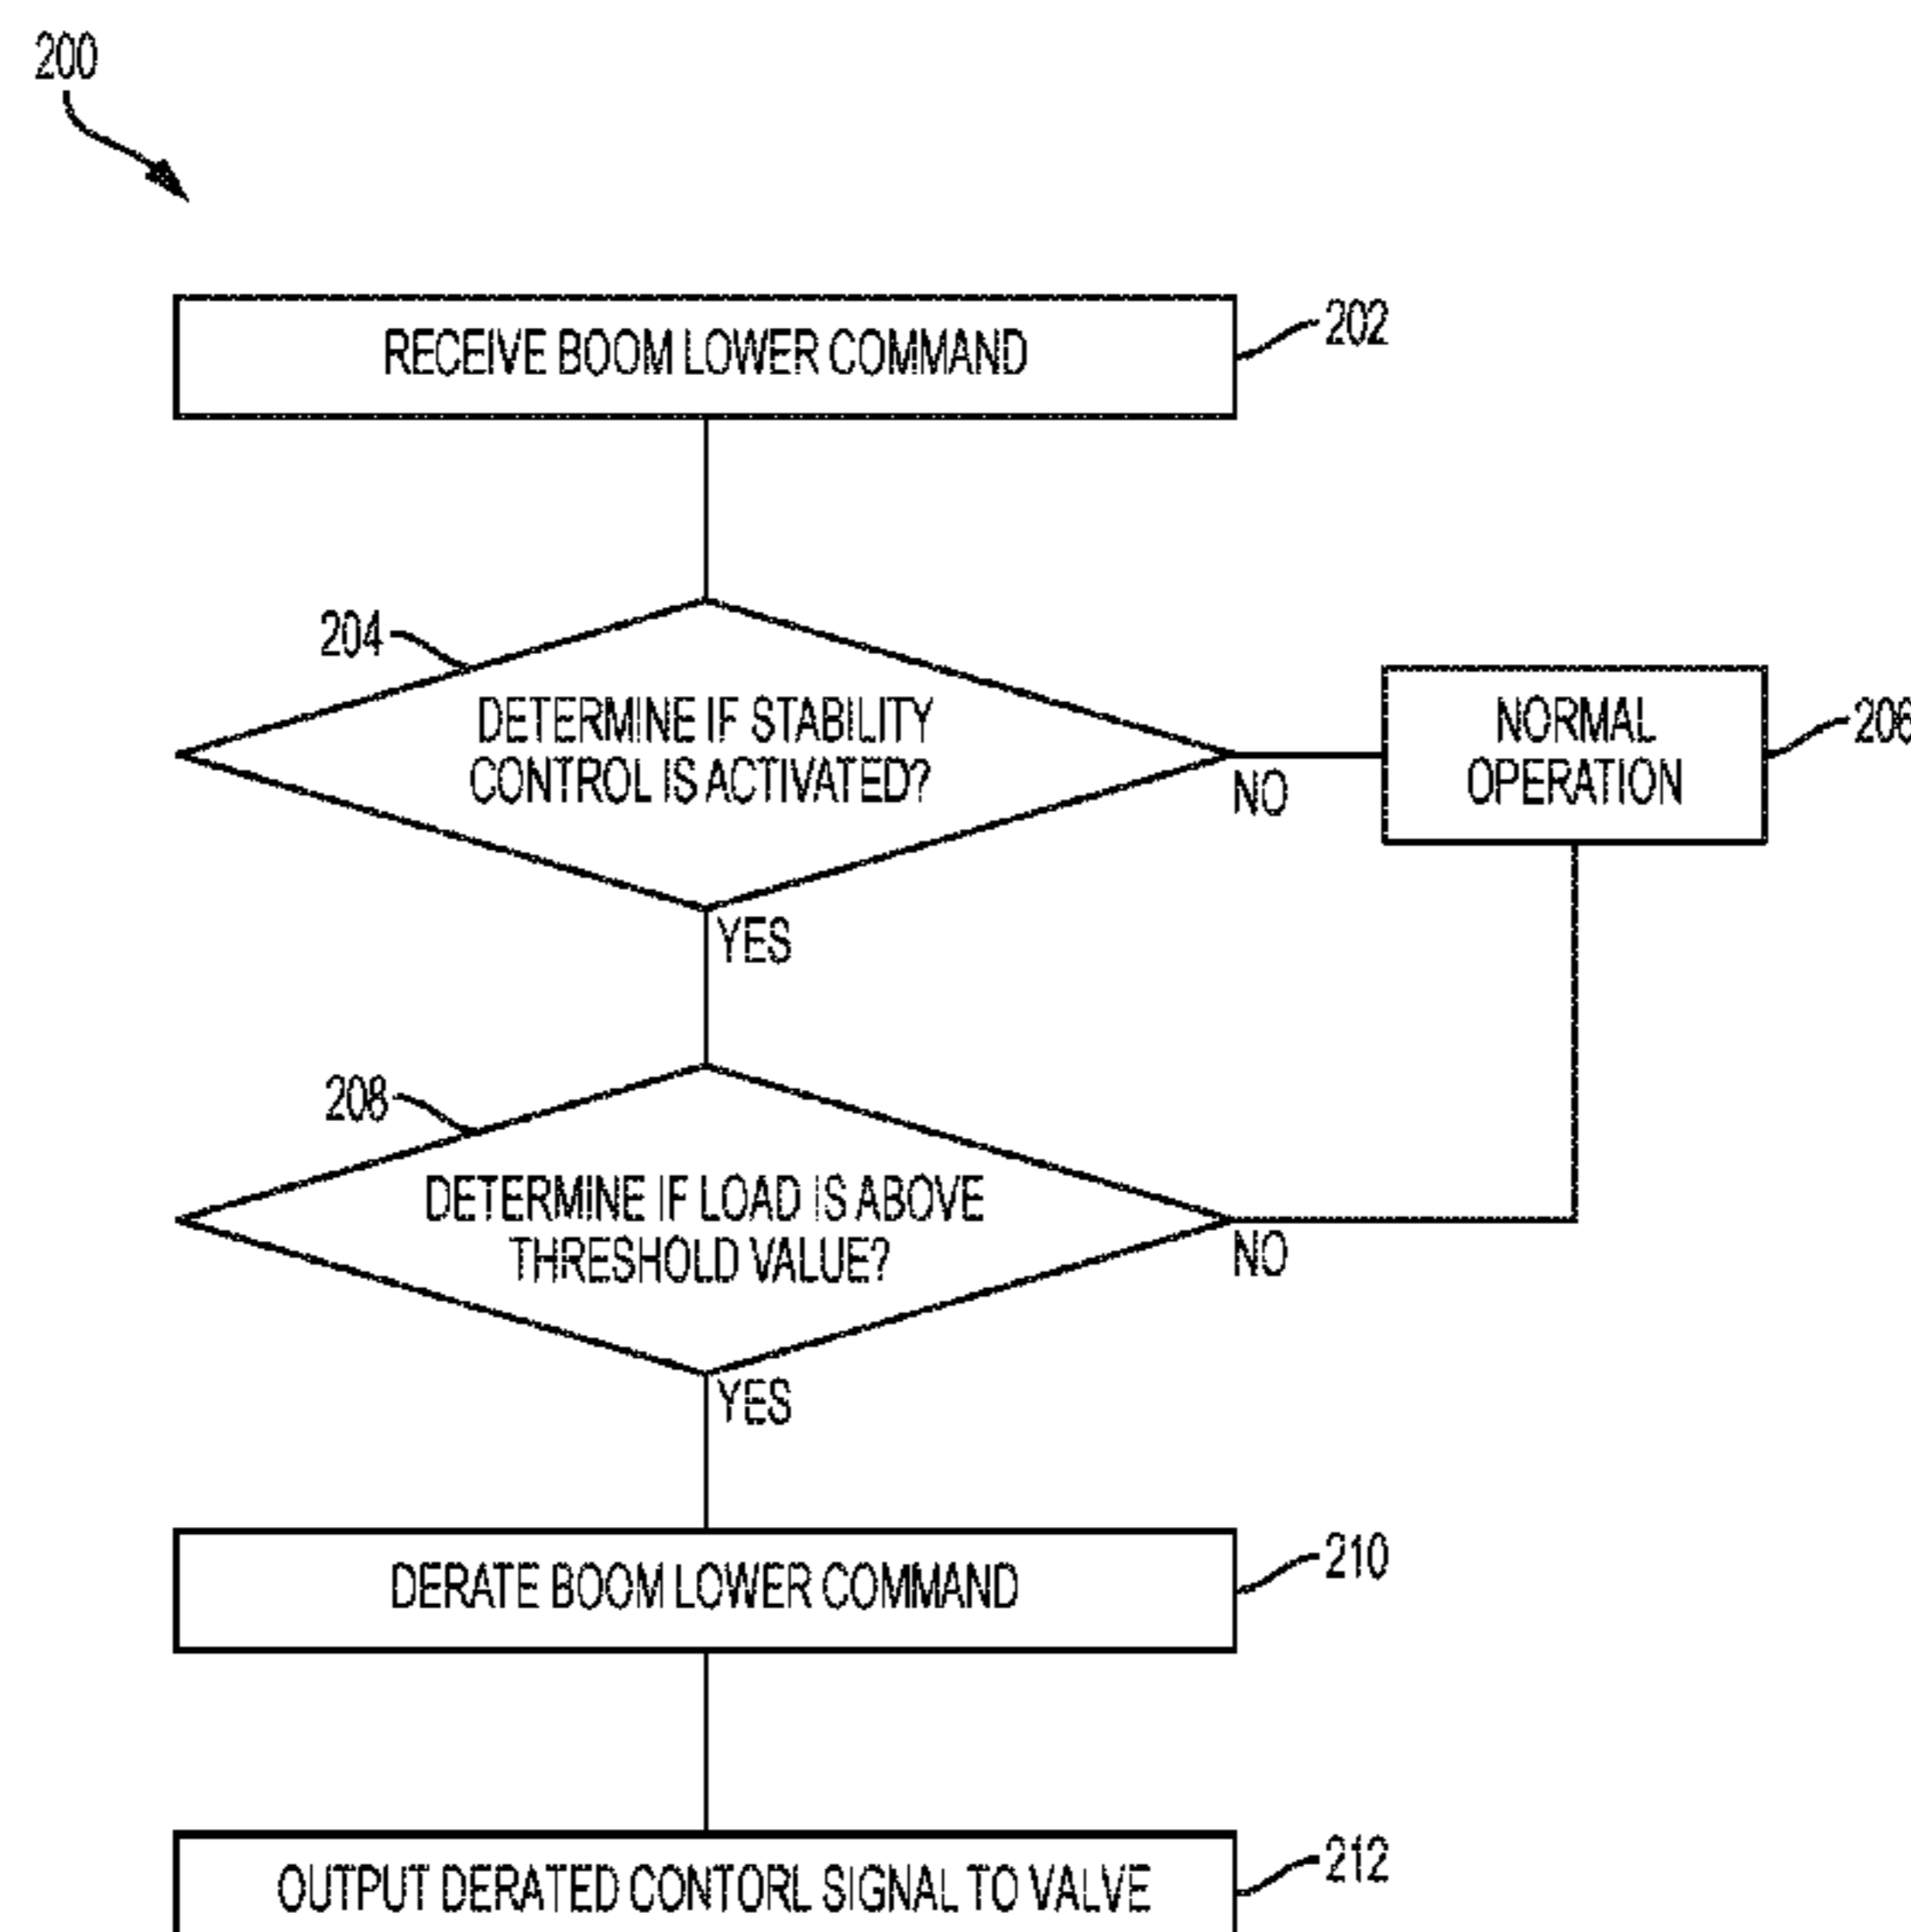 200
RECEIVE BOOM LOWER COMMAND
202
204
DETERMINE IF STABILITY
CONTROL IS ACTIVATED?
NO
NORMAL
OPERATION
206
YES
208
DETERMINE IF LOAD IS ABOVE
THRESHOLD VALUE?
NO
YES
DERATE BOOM LOWER COMMAND
210
OUTPUT DERATED CONTORL SIGNAL TO VALVE
212